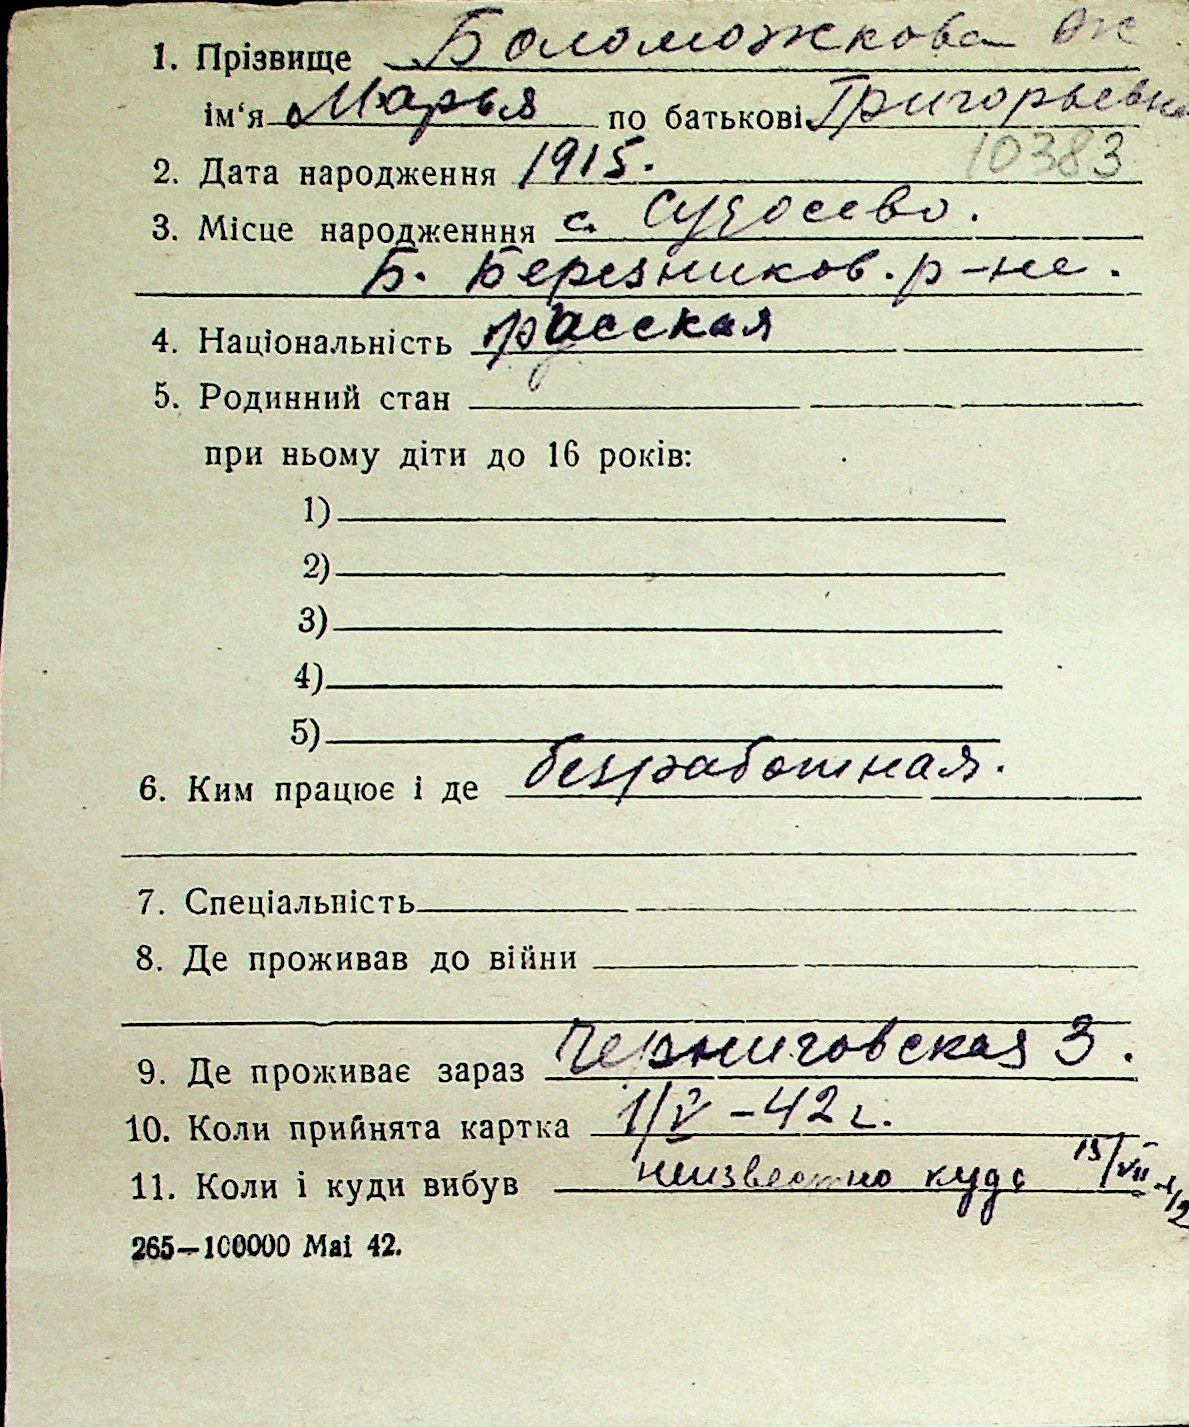 1. Прізвище Боломожкова
ім'я Марья по батькові Григорьевна
10383
2. Дата народження 1915.
3. Місце народженння с. Судосево.
Б. Березников. р-не.
4. Національність русская
5. Родинний стан
при ньому діти до 16 років:
1)
2)
3)
4)
5)
6. Ким працює і де безработная.
7. Спеціальність
8. Де проживав до війни
9. Де проживає зараз Черниговская 3.
10. Коли прийнята картка 1/V-42 г.
11. Коли і куди вибув неизвестно куда 15/VII-42
265—100000 Mai 42.